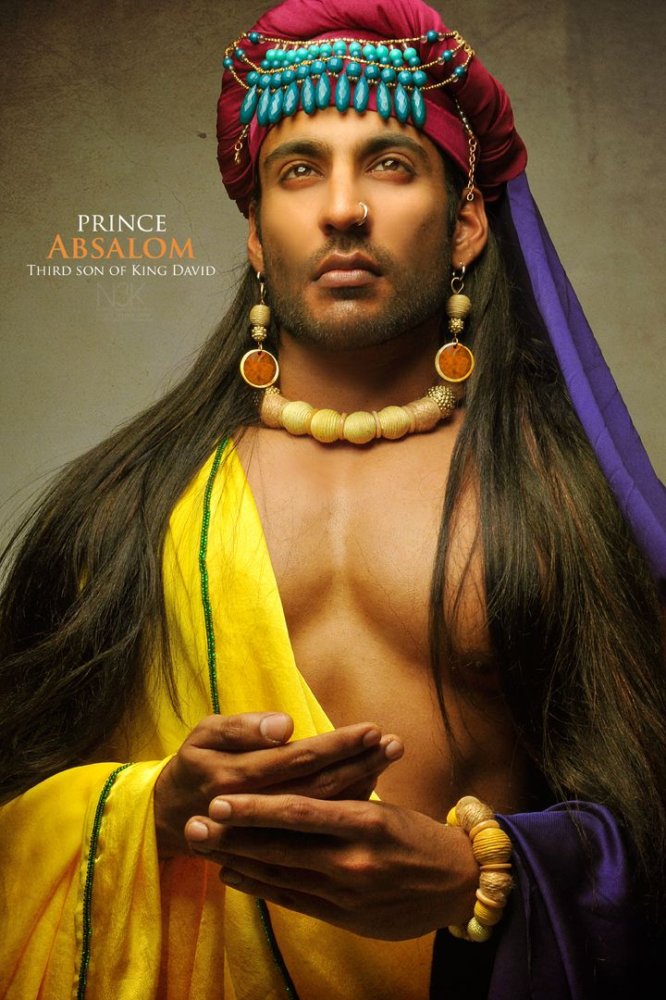 PRINCE
ABSALOM
THIRD SON OF KING DAVID
N3K